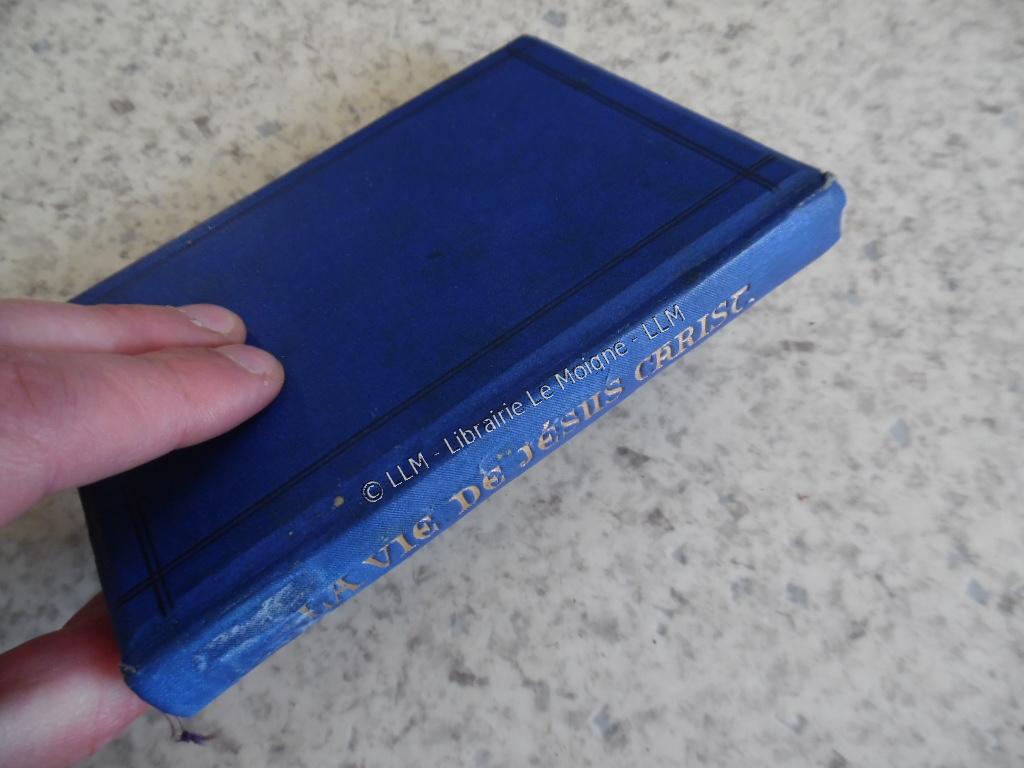 © LLM - Librairie Le Moigne - LLM
LA VIE DE JÉSUS CHRIST.